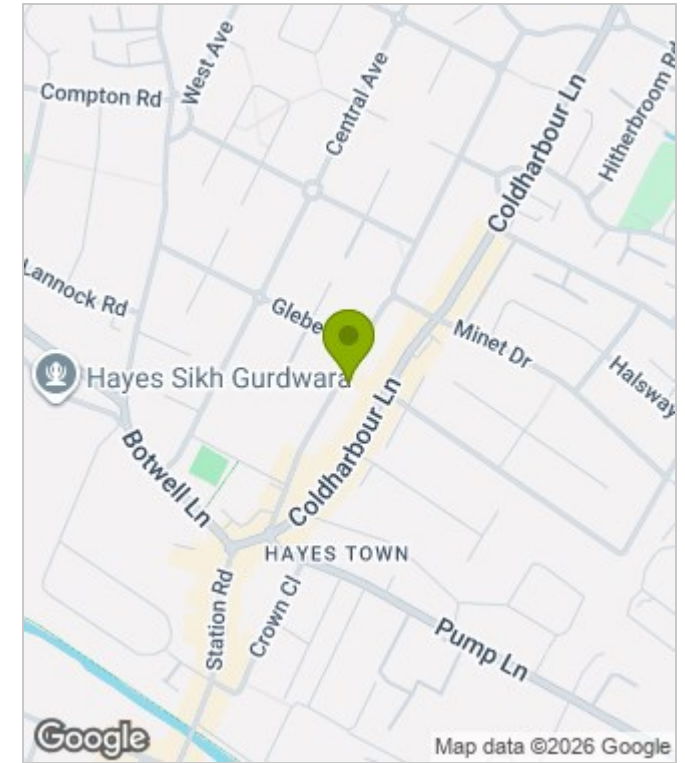 West Ave
Compton Rd
Central Ave
Coldharbour Ln
Hitherbroom Rd
Lannock Rd
Glebe
Minet Dr
Halsway
Hayes Sikh Gurdwara
Coldharbour Ln
Botwell Ln
HAYES TOWN
Station Rd
Crown Cl
Pump Ln
Google
Map data ©2026 Google